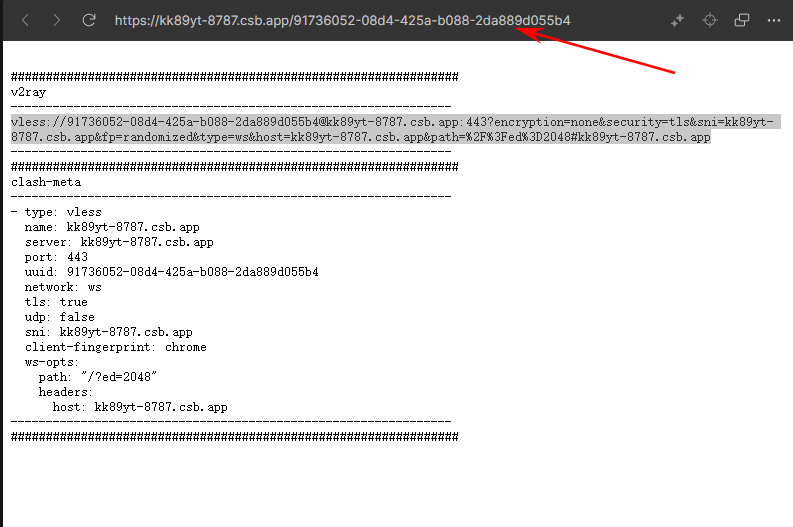 https://kk89yt-8787.csb.app/91736052-08d4-425a-b088-2da889d055b4
################################################################
v2ray
---------------------------------------------------------------
vless://91736052-08d4-425a-b088-2da889d055b4@kk89yt-8787.csb.app:443?encryption=none&security=tls&sni=kk89yt-
8787.csb.app&fp=randomized&type=ws&host=kk89yt-8787.csb.app&path=%2F%3Fed%3D2048#kk89yt-8787.csb.app
---------------------------------------------------------------
################################################################
clash-meta
---------------------------------------------------------------
- type: vless
  name: kk89yt-8787.csb.app
  server: kk89yt-8787.csb.app
  port: 443
  uuid: 91736052-08d4-425a-b088-2da889d055b4
  network: ws
  tls: true
  udp: false
  sni: kk89yt-8787.csb.app
  client-fingerprint: chrome
  ws-opts:
    path: "/?ed=2048"
    headers:
      host: kk89yt-8787.csb.app
---------------------------------------------------------------
################################################################